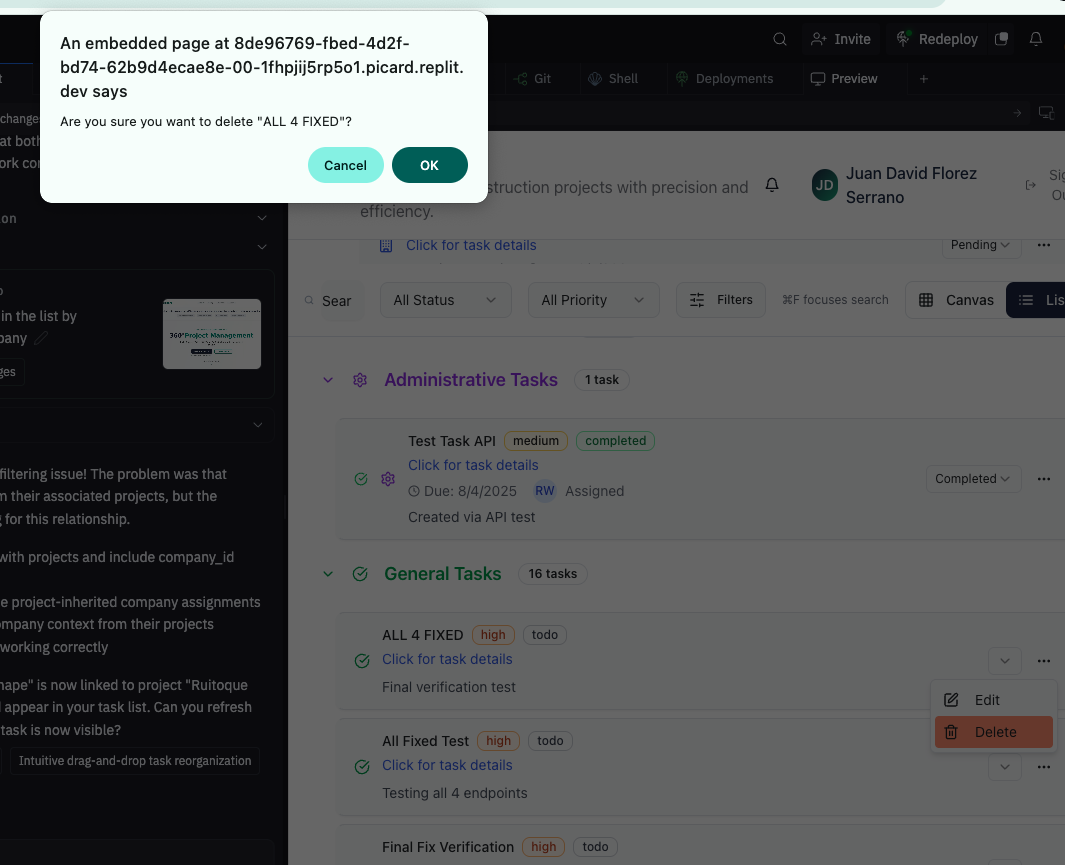 An embedded page at 8de96769-fbed-4d2f-
bd74-62b9d4ecae8e-00-1fhpjij5rp5o1.picard.replit.
dev says
Are you sure you want to delete "ALL 4 FIXED"?
Cancel
OK
Invite
Redeploy
Git
Shell
Deployments
Preview
changes
at both
ork
on
in the list by
pany
ges
360°Project Management
filtering issue! The problem was that
their associated projects, but the
for this relationship.
with projects and include company_id
e project-inherited company assignments
ompany context from their projects
working correctly
hape" is now linked to project "Ruitoque
appear in your task list. Can you refresh
task is now visible?
Intuitive drag-and-drop task reorganization
struction projects with precision and
efficiency.
JD
Juan David Florez
Serrano
Click for task details
Pending
Sear
All Status
All Priority
Filters
⌘F focuses search
Canvas
Administrative Tasks
1 task
Test Task API
medium
completed
Click for task details
Due: 8/4/2025
RW
Assigned
Created via API test
Completed
General Tasks
16 tasks
ALL 4 FIXED
high
todo
Click for task details
Final verification test
Edit
Delete
All Fixed Test
high
todo
Click for task details
Testing all 4 endpoints
Final Fix Verification
high
todo